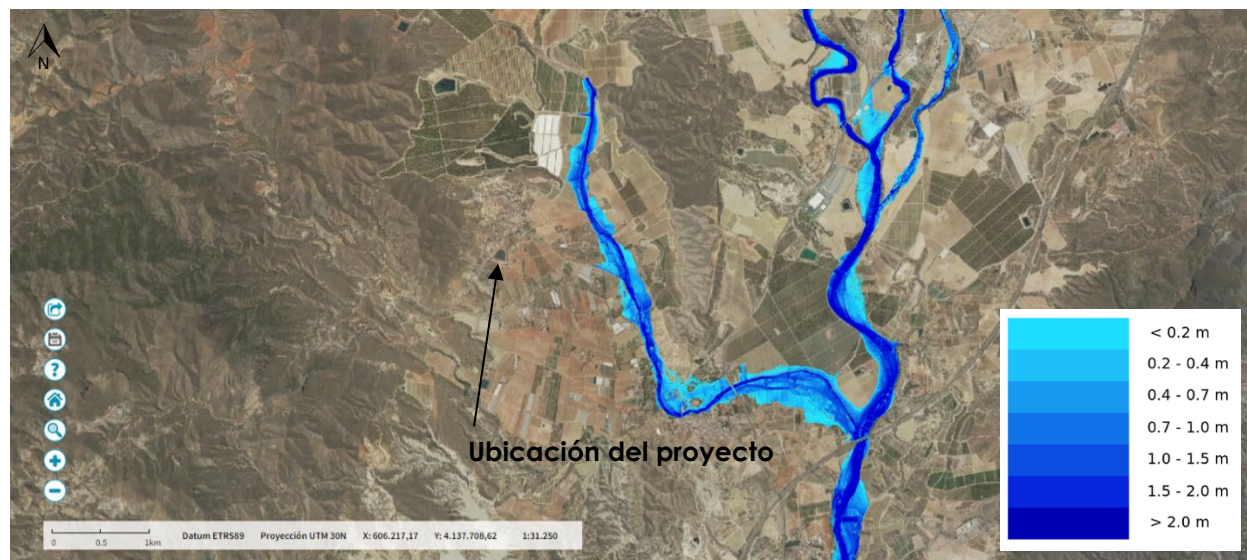 N
< 0.2 m
0.2 - 0.4 m
0.4 - 0.7 m
0.7 - 1.0 m
1.0 - 1.5 m
1.5 - 2.0 m
> 2.0 m
Ubicación del proyecto
?
0 0.5 1km Datum ETRS89 Proyección UTM 30N X: 606.217,17 Y: 4.137.708,62 1:31.250